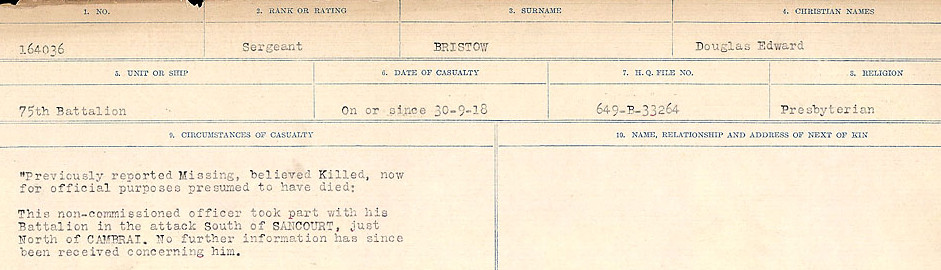 1. NO. 2. RANK OR RATING 3. SURNAME 4. CHRISTIAN NAMES
164036 Sergeant BRISTOW Douglas Edward
5. UNIT OR SHIP 6. DATE OF CASUALTY 7. H. Q. FILE NO. 8. RELIGION
75th Battalion On or since 30-9-18 649-B-33264 Presbyterian
9. CIRCUMSTANCES OF CASUALTY 10. NAME, RELATIONSHIP AND ADDRESS OF NEXT OF KIN
"Previously reported Missing, believed Killed, now
for official purposes presumed to have died:
This non-commissioned officer took part with his
Battalion in the attack South of SANCOURT, just
North of CAMBRAI. No further information has since
been received concerning him.